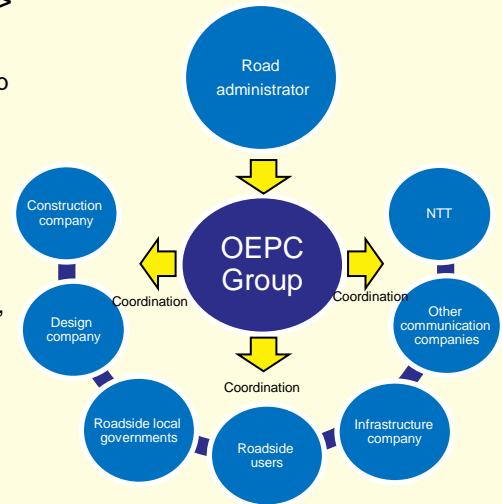 >
o
,
Road
administrator
Construction
company
OEPC
Group
NTT
Coordination
Coordination
Design
company
Other
communication
companies
Coordination
Roadside local
governments
Roadside
users
Infrastructure
company